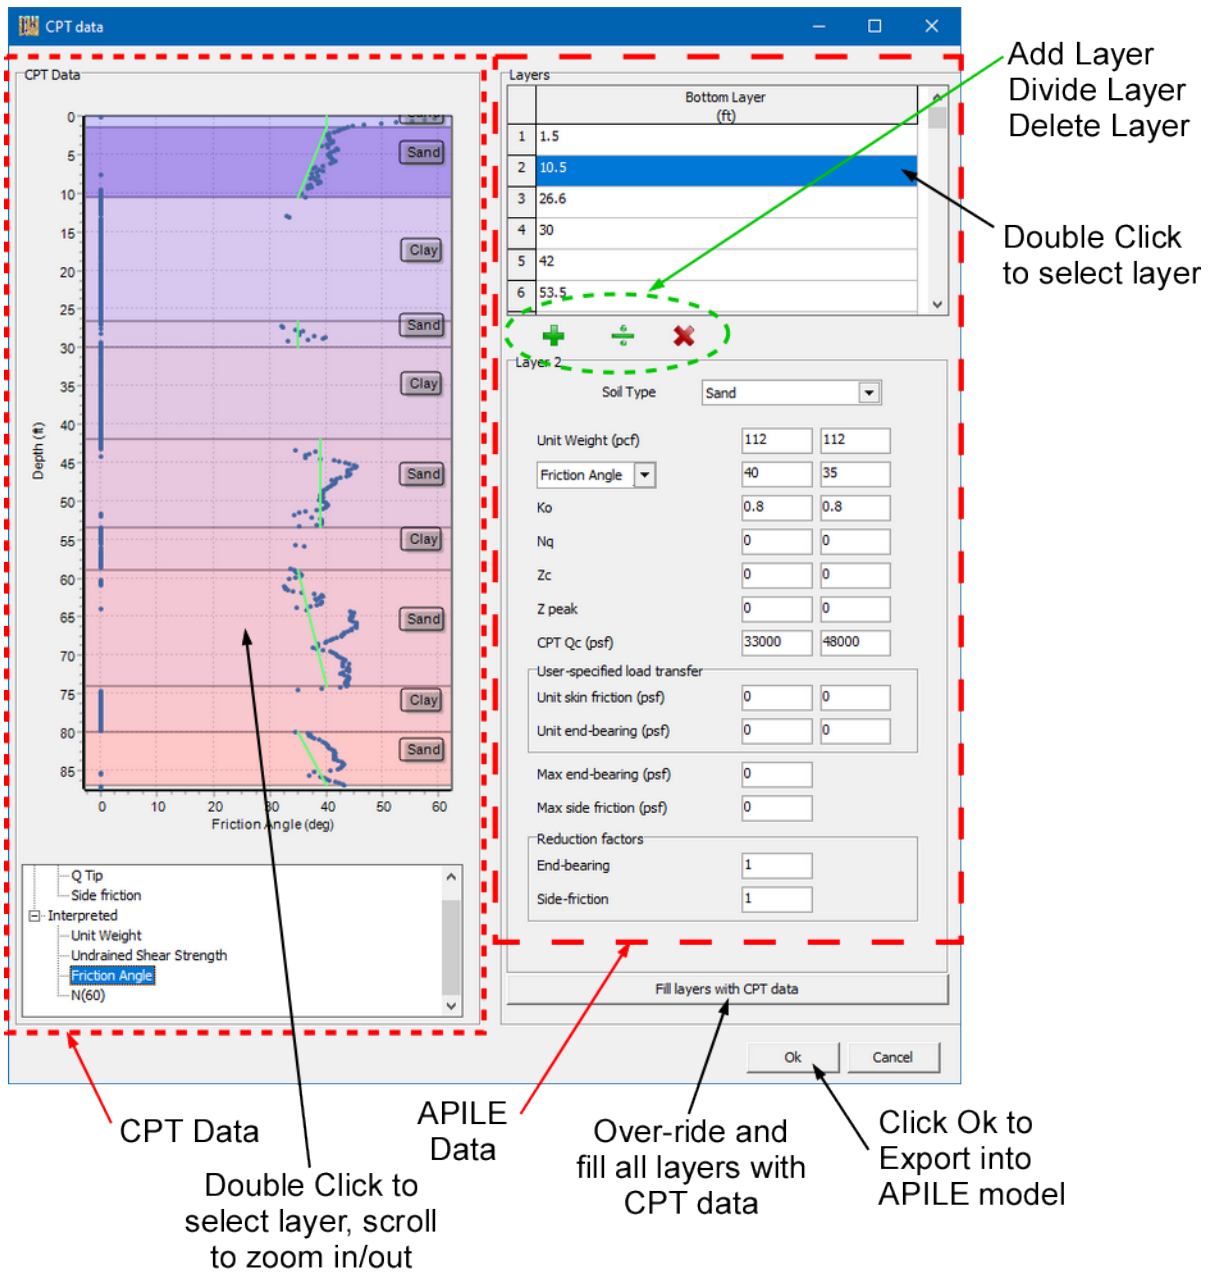 CPT data
CPT Data
0
5
10
15
20
25
30
35
40
45
50
55
60
65
70
75
80
85
Depth (ft)
Sand
Clay
Sand
Clay
Sand
Clay
Sand
Clay
Sand
0 10 20 30 40 50 60
Friction Angle (deg)
Q Tip
Side friction
Interpreted
Unit Weight
Undrained Shear Strength
Friction Angle
N(60)
Layers
Bottom Layer
(ft)
1 1.5
2 10.5
3 26.6
4 30
5 42
6 53.5
Layer 2
Soil Type Sand
Unit Weight (pcf) 112 112
Friction Angle 40 35
Ko 0.8 0.8
Nq 0 0
Zc 0 0
Z peak 0 0
CPT Qc (psf) 33000 48000
User-specified load transfer
Unit skin friction (psf) 0 0
Unit end-bearing (psf) 0 0
Max end-bearing (psf) 0
Max side friction (psf) 0
Reduction factors
End-bearing 1
Side-friction 1
Fill layers with CPT data
Ok Cancel
Add Layer
Divide Layer
Delete Layer
Double Click
to select layer
CPT Data
Double Click to
select layer, scroll
to zoom in/out
APILE
Data
Over-ride and
fill all layers with
CPT data
Click Ok to
Export into
APILE model